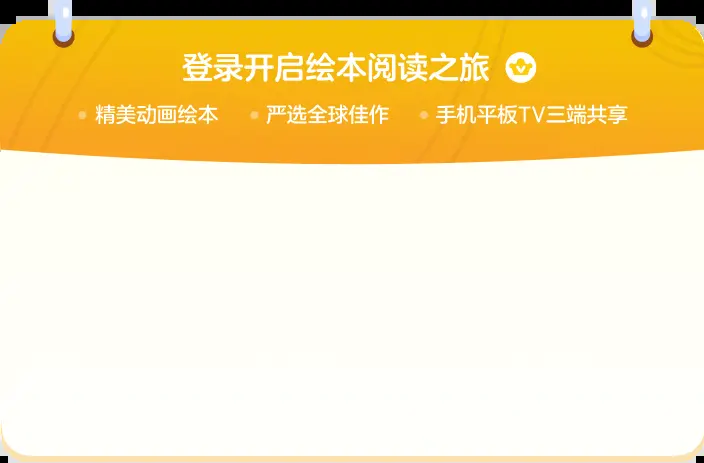 登录开启绘本阅读之旅
精美动画绘本 严选全球佳作 手机平板TV三端共享